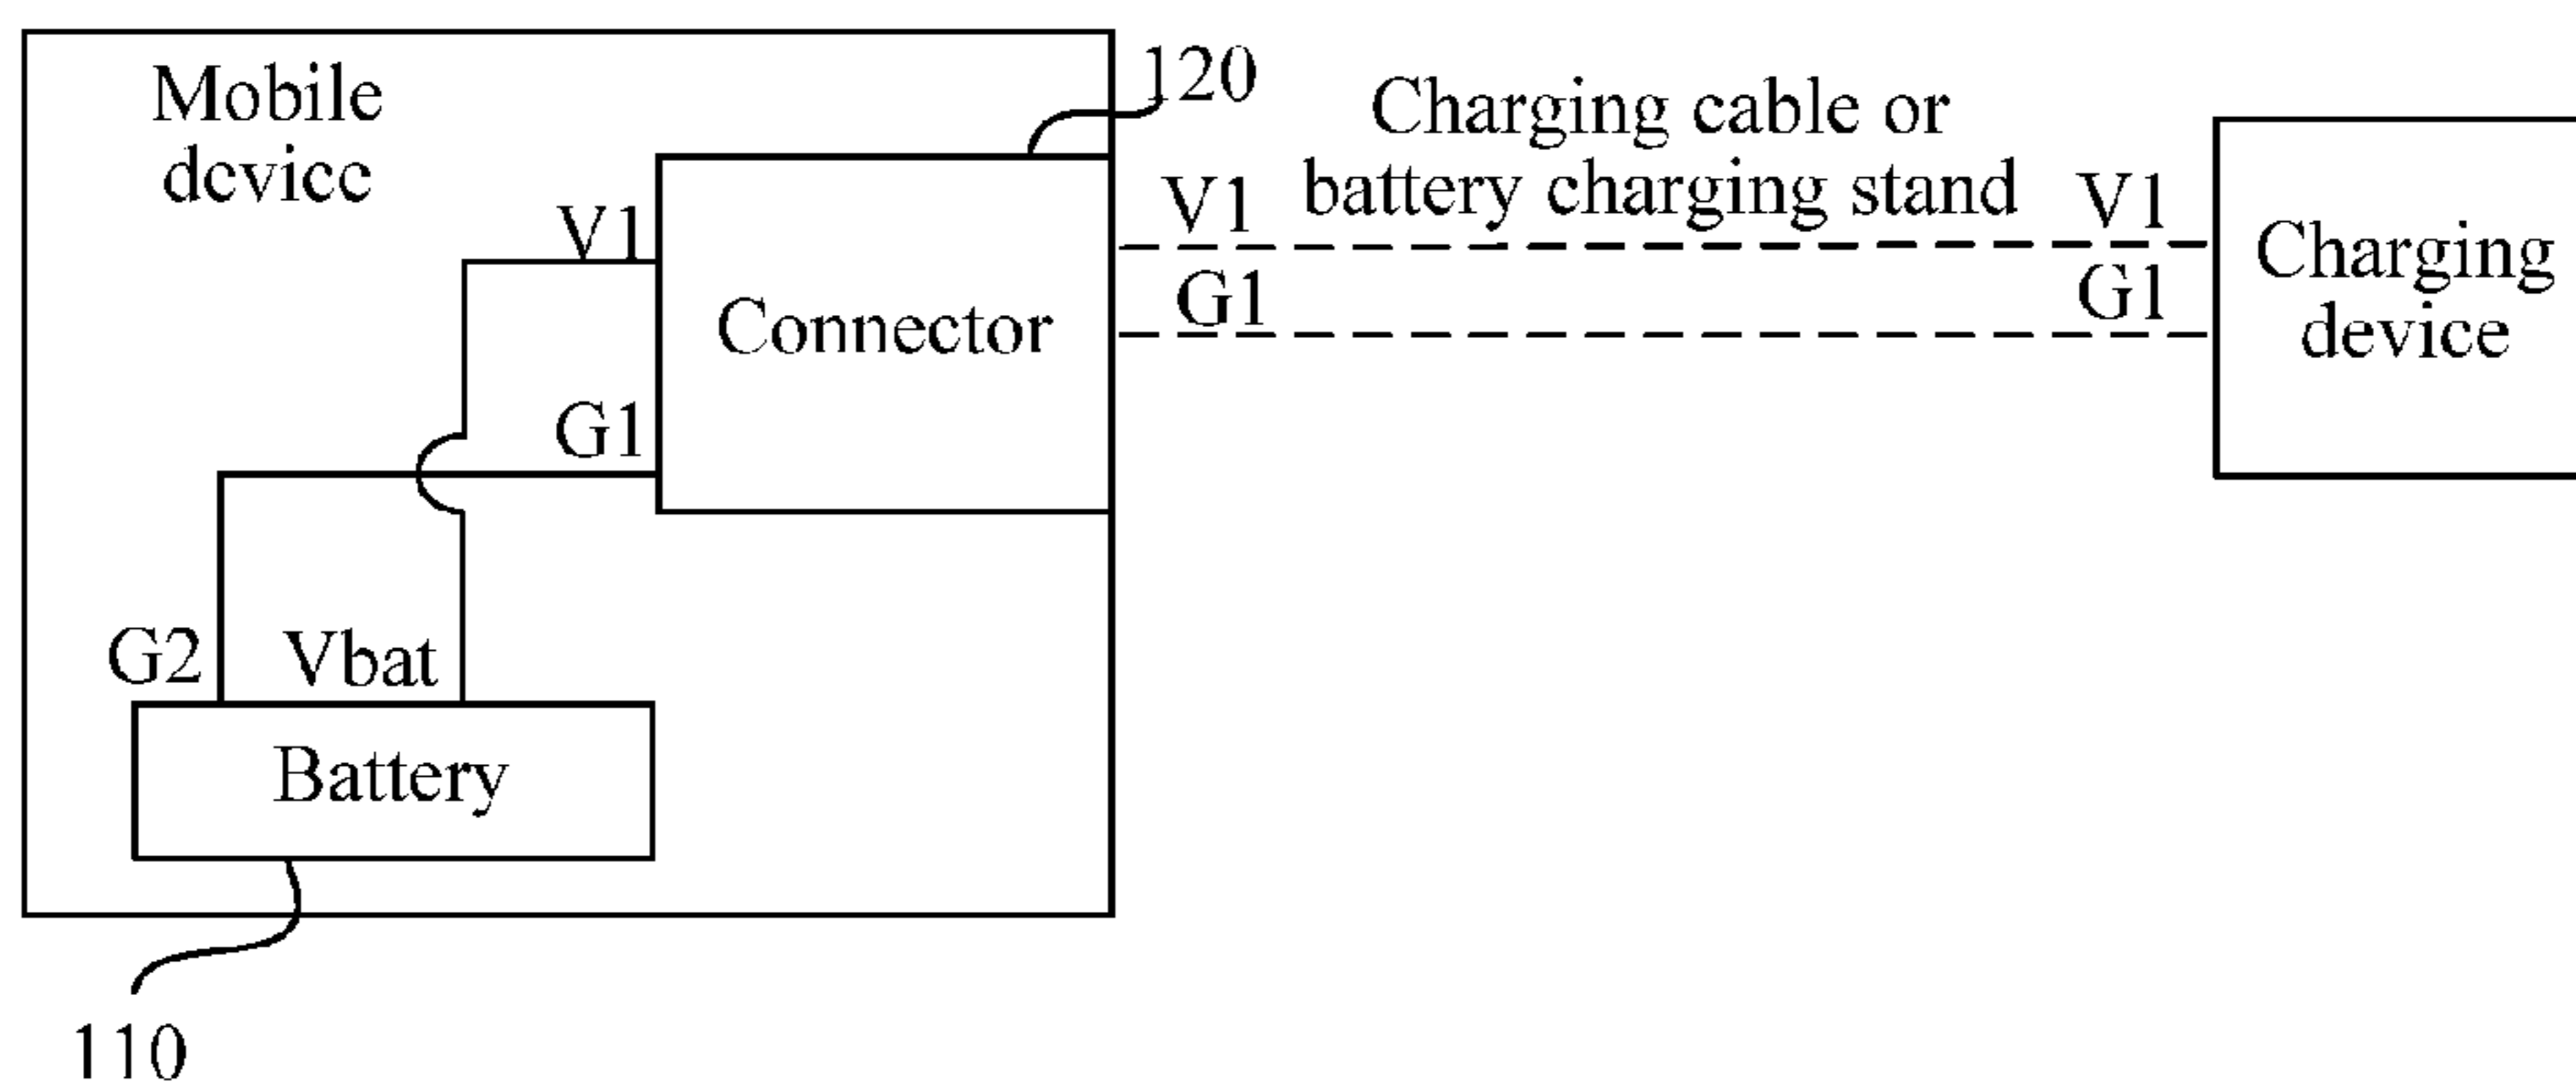 Mobile
device
120
Charging cable or
battery charging stand
V1
V1
V1
Charging
device
G1
G1
Connector
G1
G2
Vbat
Battery
110